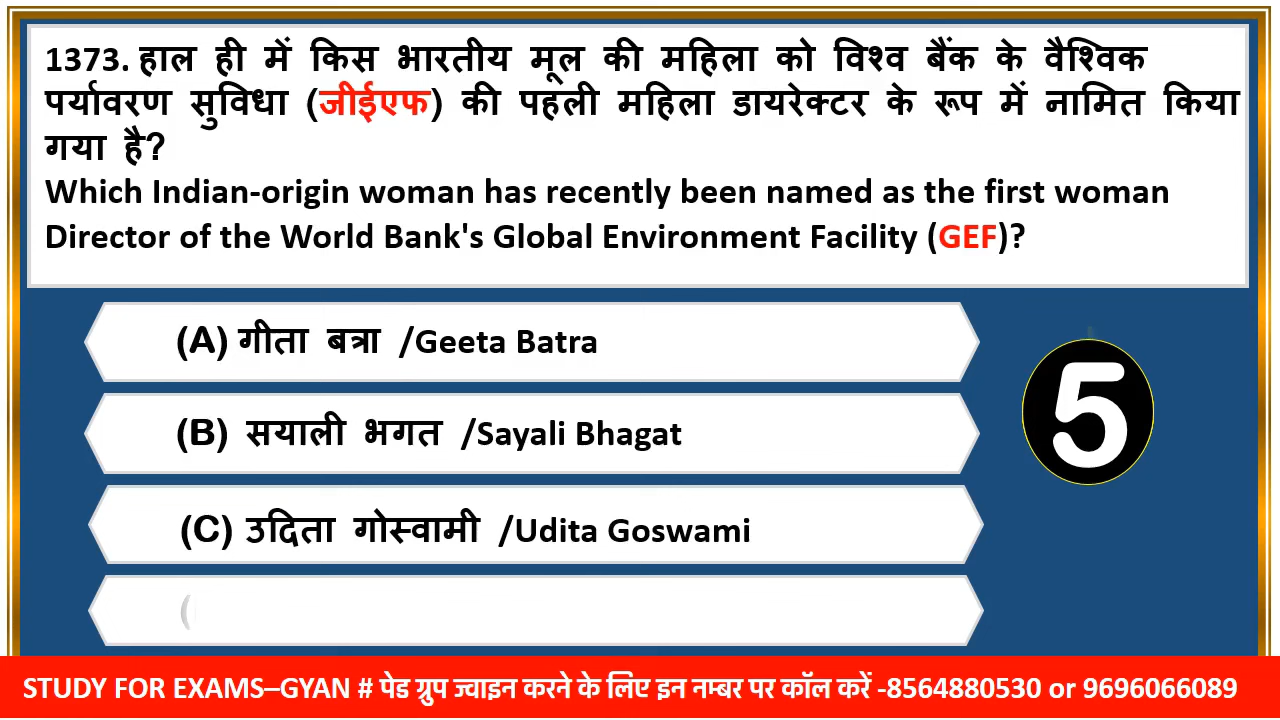 1373. हाल ही में किस भारतीय मूल की महिला को विश्व बैंक के वैश्विक
पर्यावरण सुविधा (जीईएफ) की पहली महिला डायरेक्टर के रूप में नामित किया
गया है?
Which Indian-origin woman has recently been named as the first woman
Director of the World Bank's Global Environment Facility (GEF)?
(A) गीता बत्रा /Geeta Batra
5
(B) सयाली भगत /Sayali Bhagat
(C) उदिता गोस्वामी /Udita Goswami
(
STUDY FOR EXAMS–GYAN # पेड ग्रुप ज्वाइन करने के लिए इन नम्बर पर कॉल करें -8564880530 or 9696066089